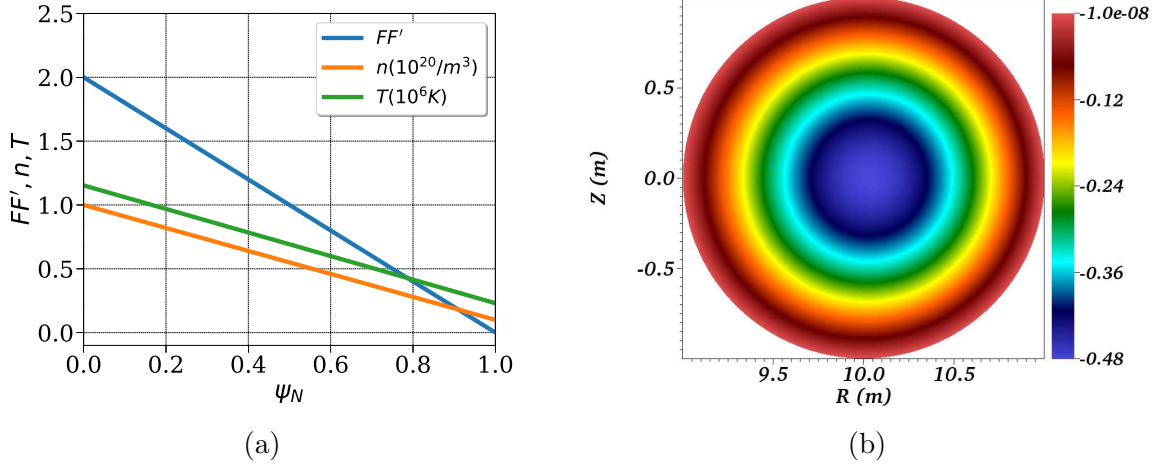 2.5
2.0
1.5
1.0
0.5
0.0
FF', n, T
FF'
n(10^20/m^3)
T(10^6K)
0.0 0.2 0.4 0.6 0.8 1.0
ψ_N
(a)
0.5
0.0
-0.5
Z (m)
9.5 10.0 10.5
R (m)
-1.0e-08
-0.12
-0.24
-0.36
-0.48
(b)